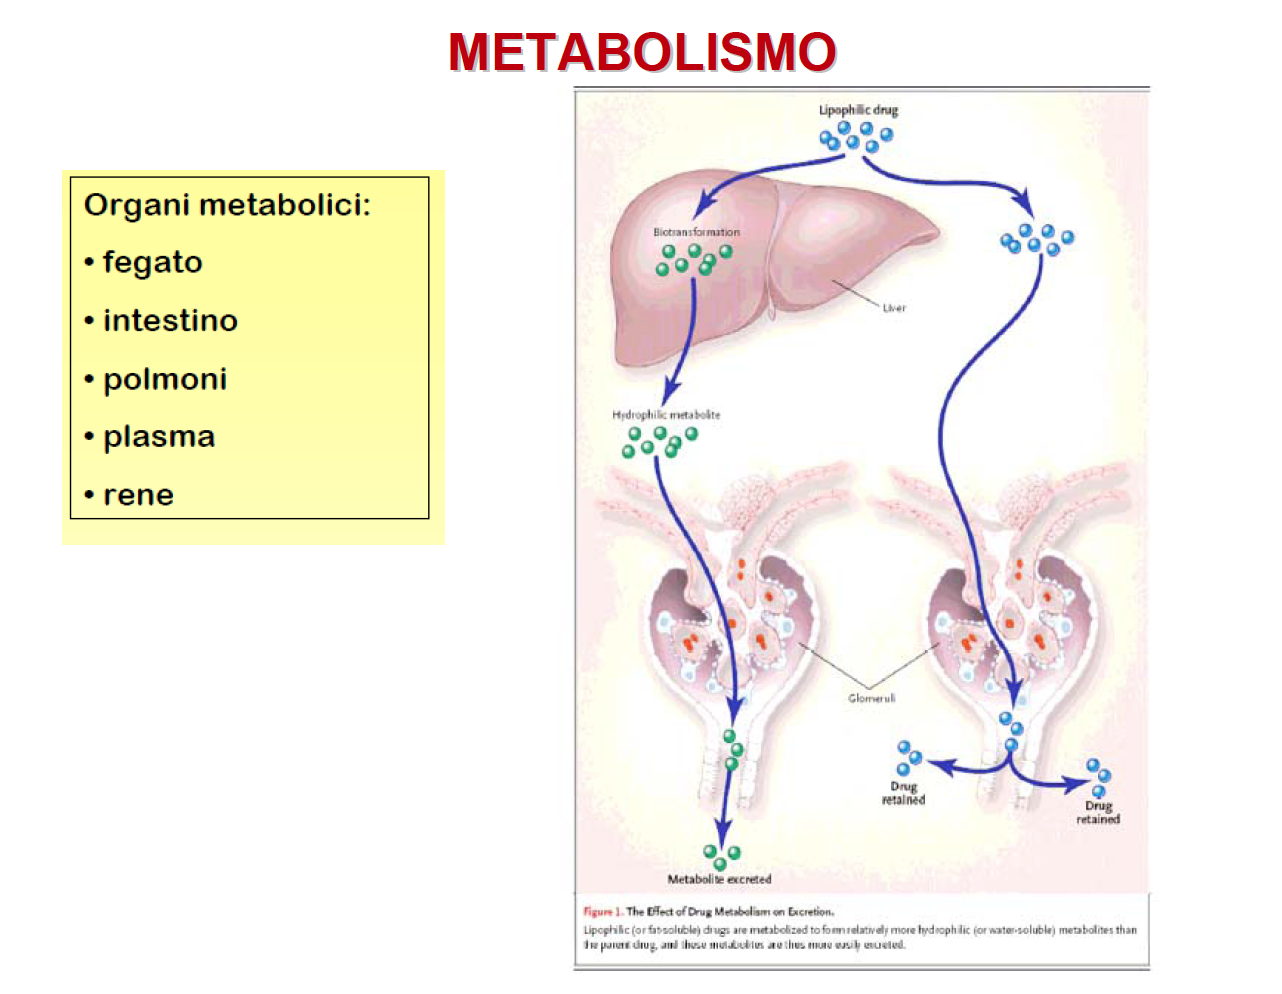 METABOLISMO
Organi metabolici:
• fegato
• intestino
• polmoni
• plasma
• rene
Lipophilic drug
Biotransformation
Liver
Hydrophilic metabolite
Glomeruli
Drug
retained
Drug
retained
Metabolite excreted
Figure 1. The Effect of Drug Metabolism on Excretion.
Lipophilic (or fat-soluble) drugs are metabolized to form relatively more hydrophilic (or water-soluble) metabolites than
the parent drug, and these metabolites are thus more easily excreted.